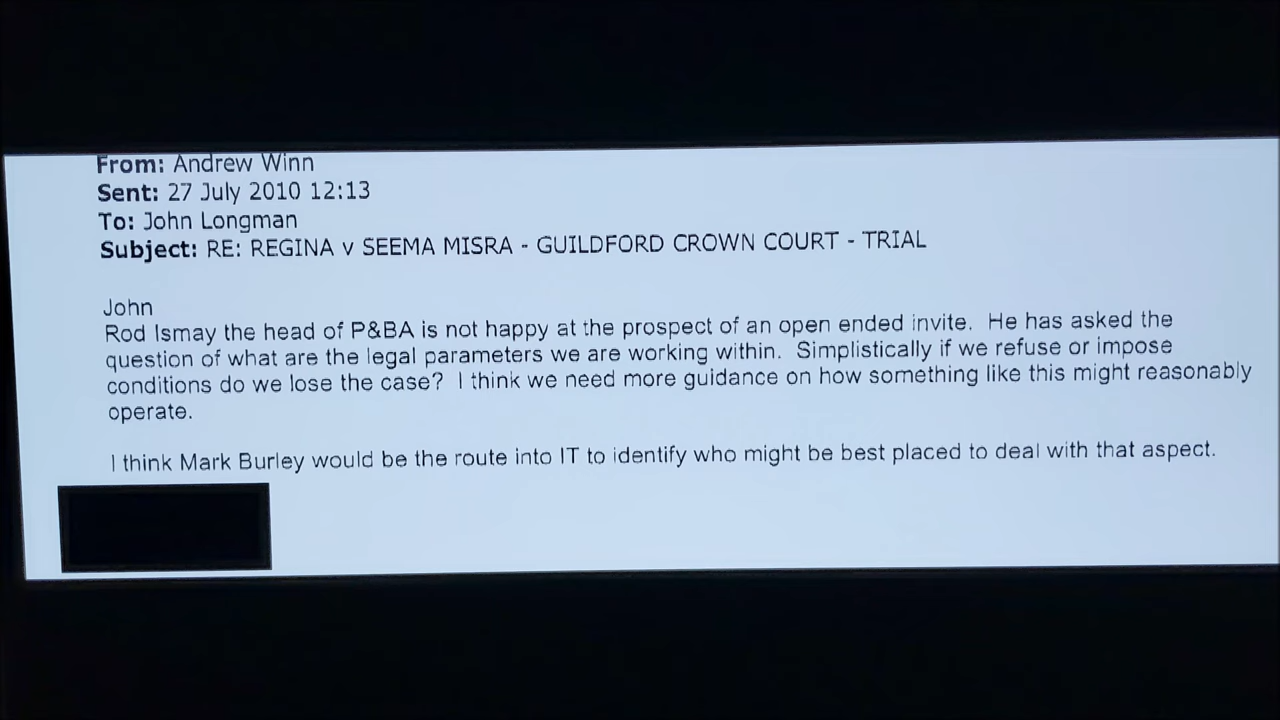 From: Andrew Winn
Sent: 27 July 2010 12:13
To: John Longman
Subject: RE: REGINA v SEEMA MISRA - GUILDFORD CROWN COURT - TRIAL
John
Rod Ismay the head of P&BA is not happy at the prospect of an open ended invite. He has asked the
question of what are the legal parameters we are working within. Simplistically if we refuse or impose
conditions do we lose the case? I think we need more guidance on how something like this might reasonably
operate.
I think Mark Burley would be the route into IT to identify who might be best placed to deal with that aspect.